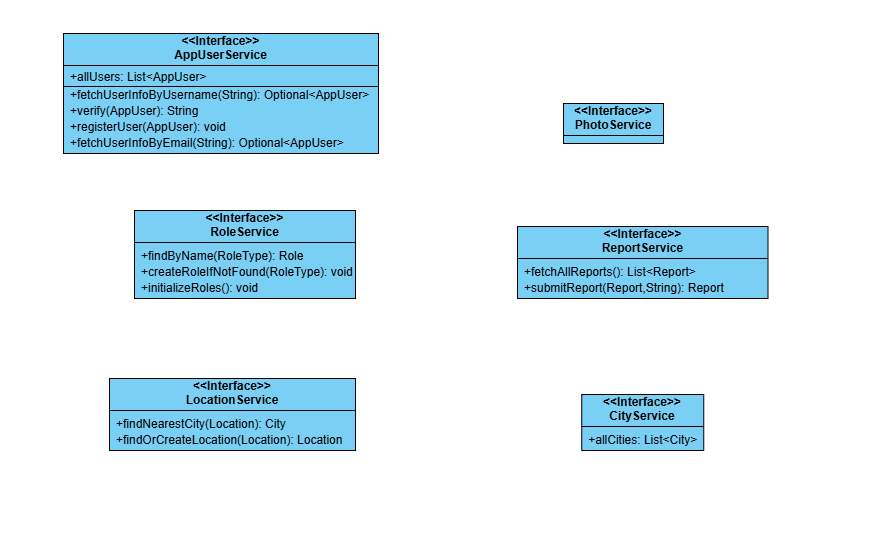 <<Interface>>
AppUserService
+allUsers: List<AppUser>
+fetchUserInfoByUsername(String): Optional<AppUser>
+verify(AppUser): String
+registerUser(AppUser): void
+fetchUserInfoByEmail(String): Optional<AppUser>
<<Interface>>
PhotoService
<<Interface>>
RoleService
+findByName(RoleType): Role
+createRoleIfNotFound(RoleType): void
+initializeRoles(): void
<<Interface>>
ReportService
+fetchAllReports(): List<Report>
+submitReport(Report,String): Report
<<Interface>>
LocationService
+findNearestCity(Location): City
+findOrCreateLocation(Location): Location
<<Interface>>
CityService
+allCities: List<City>